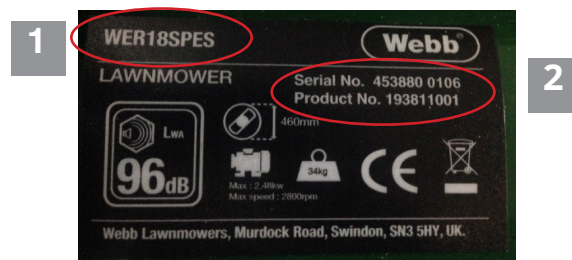 1
WER18SPES
Webb
LAWNMOWER
Serial No. 453880 0106
Product No. 193811001
2
460mm
LWA
96dB
34kg
Max : 2.48kw
Max speed : 2800rpm
CE
Webb Lawnmowers, Murdock Road, Swindon, SN3 5HY, UK.